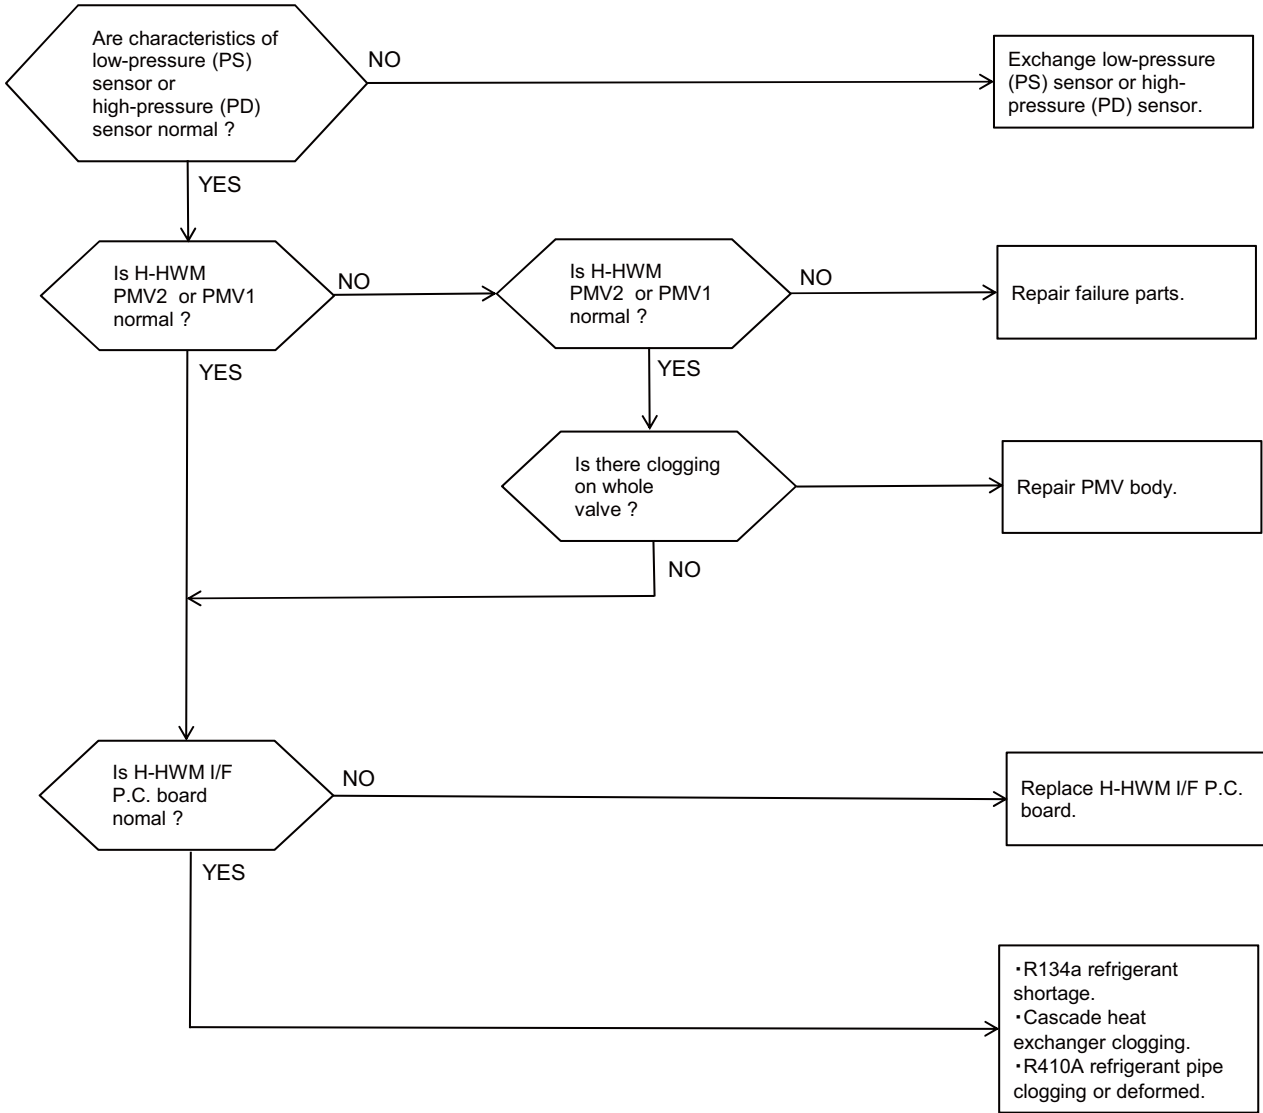 Are characteristics of
low-pressure (PS)
sensor or
high-pressure (PD)
sensor normal ?
NO
Exchange low-pressure
(PS) sensor or high-
pressure (PD) sensor.
YES
Is H-HWM
PMV2  or PMV1
normal ?
NO
Is H-HWM
PMV2  or PMV1
normal ?
NO
Repair failure parts.
YES
YES
Is there clogging
on whole
valve ?
Repair PMV body.
NO
Is H-HWM I/F
P.C. board
nomal ?
NO
Replace H-HWM I/F P.C.
board.
YES
・R134a refrigerant
shortage.
・Cascade heat
exchanger clogging.
・R410A refrigerant pipe
clogging or deformed.